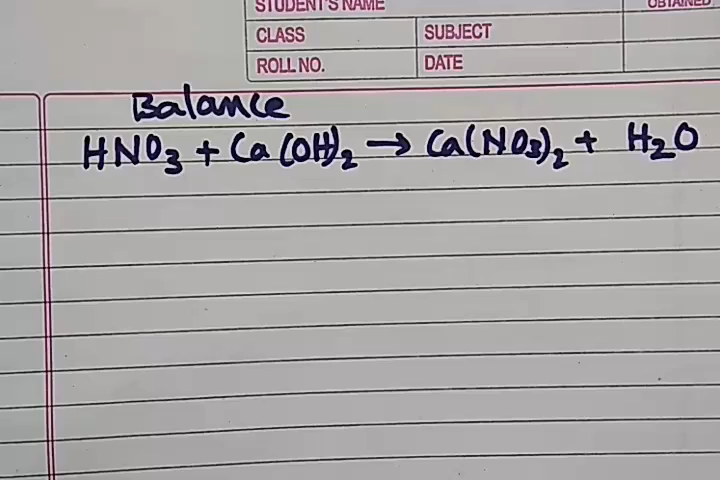 STUDENT'S NAME
OBTAINED
CLASS SUBJECT
ROLL NO. DATE
Balance
HNO₃ + Ca(OH)₂ → Ca(NO₃)₂ + H₂O